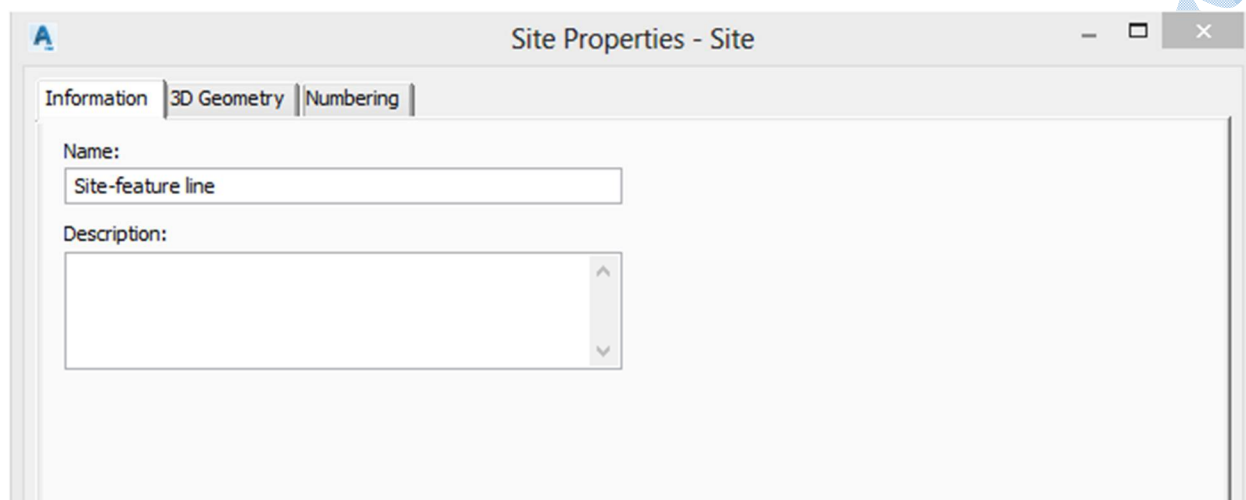 Site Properties - Site
Information 3D Geometry Numbering
Name:
Site-feature line
Description: